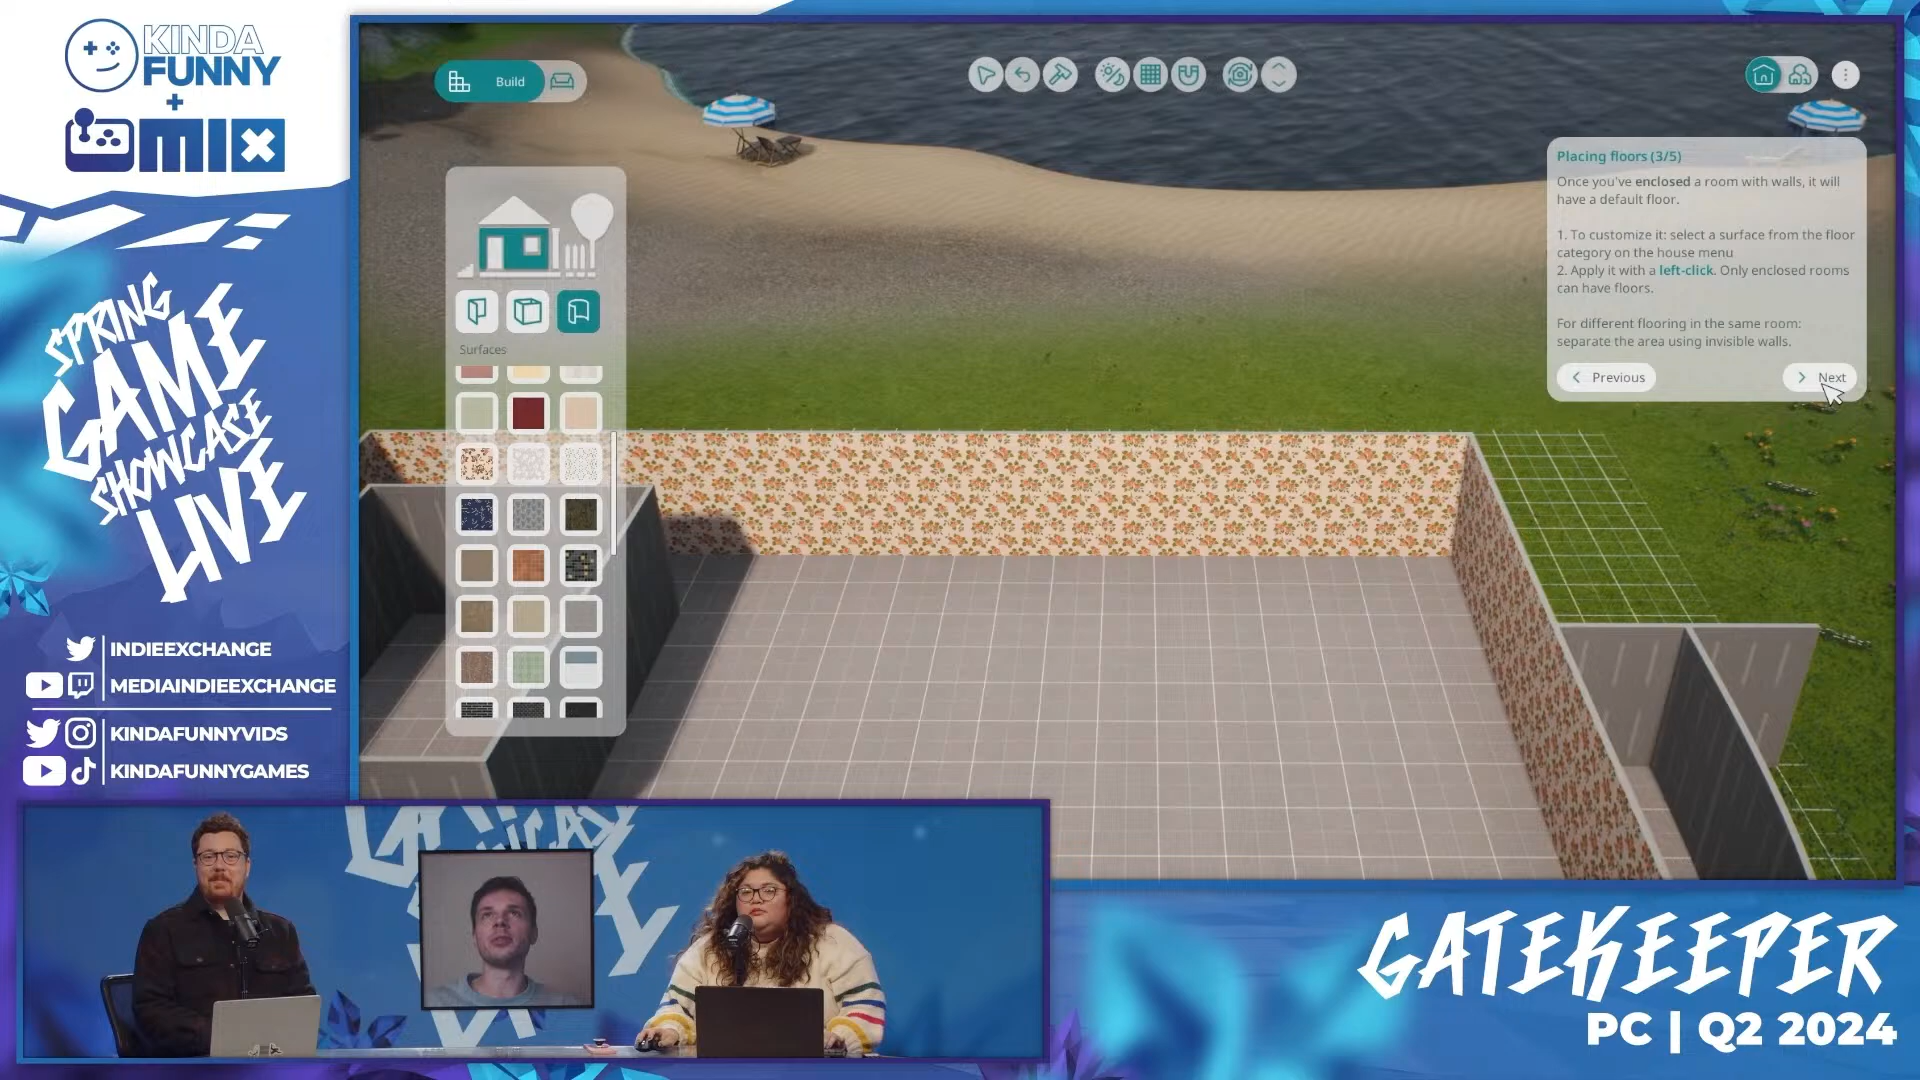 KINDA
FUNNY
+
MIX
SPRING
GAME
SHOWCASE
LIVE
INDIEEXCHANGE
MEDIAINDIEEXCHANGE
KINDAFUNNYVIDS
KINDAFUNNYGAMES
Build
Surfaces
Placing floors (3/5)
Once you've enclosed a room with walls, it will
have a default floor.
1. To customize it: select a surface from the floor
category on the house menu
2. Apply it with a left-click. Only enclosed rooms
can have floors.
For different flooring in the same room:
separate the area using invisible walls.
Previous
Next
GATEKEEPER
PC | Q2 2024